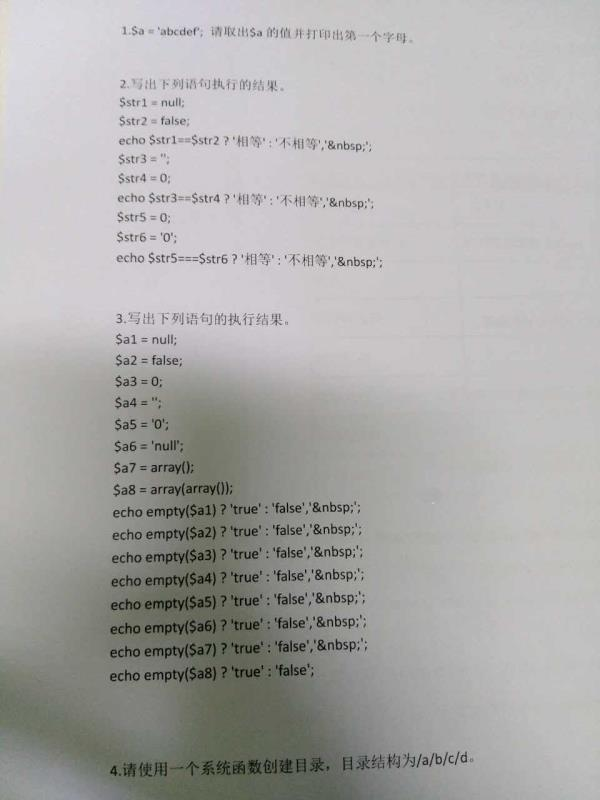 1.$a = 'abcdef'; 请取出$a 的值并打印出第一个字母。
2.写出下列语句执行的结果。
$str1 = null;
$str2 = false;
echo $str1==$str2 ? '相等' : '不相等','&nbsp;';
$str3 = '';
$str4 = 0;
echo $str3==$str4 ? '相等' : '不相等','&nbsp;';
$str5 = 0;
$str6 = '0';
echo $str5===$str6 ? '相等' : '不相等','&nbsp;';
3.写出下列语句的执行结果。
$a1 = null;
$a2 = false;
$a3 = 0;
$a4 = '';
$a5 = '0';
$a6 = 'null';
$a7 = array();
$a8 = array(array());
echo empty($a1) ? 'true' : 'false','&nbsp;';
echo empty($a2) ? 'true' : 'false','&nbsp;';
echo empty($a3) ? 'true' : 'false','&nbsp;';
echo empty($a4) ? 'true' : 'false','&nbsp;';
echo empty($a5) ? 'true' : 'false','&nbsp;';
echo empty($a6) ? 'true' : 'false','&nbsp;';
echo empty($a7) ? 'true' : 'false','&nbsp;';
echo empty($a8) ? 'true' : 'false';
4.请使用一个系统函数创建目录，目录结构为/a/b/c/d。